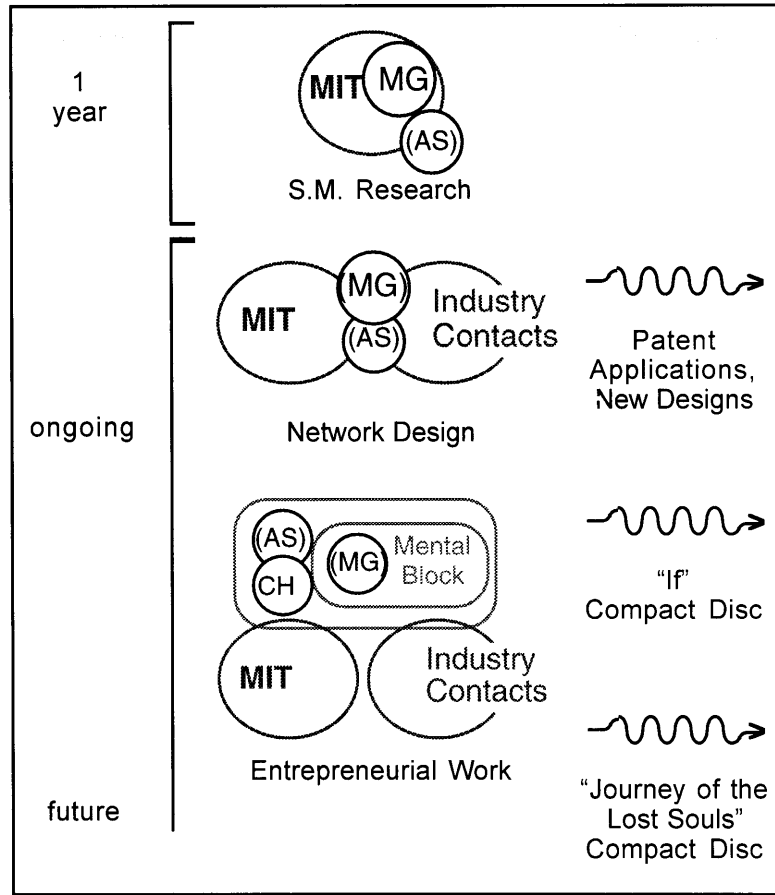 1
year
MIT
MG
(AS)
S.M. Research
ongoing
MIT
(MG)
(AS)
Industry
Contacts
Network Design
Patent
Applications,
New Designs
(AS)
CH
(MG)
Mental
Block
MIT
Industry
Contacts
Entrepreneurial Work
“If”
Compact Disc
future
“Journey of the
Lost Souls”
Compact Disc